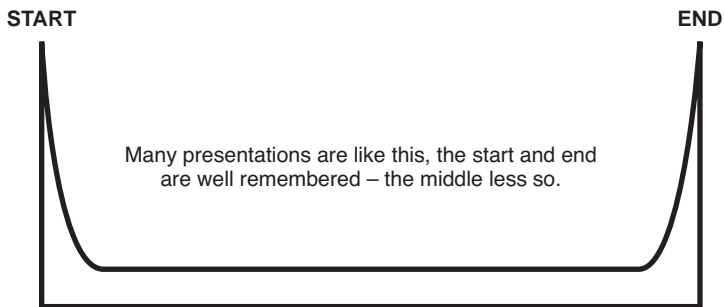 START
END
Many presentations are like this, the start and end
are well remembered – the middle less so.